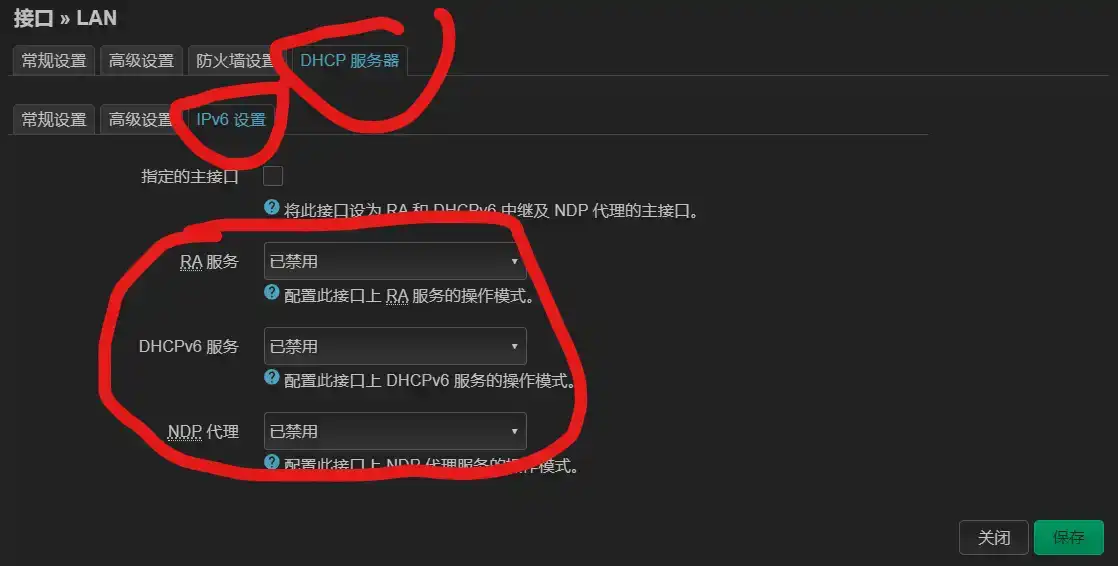 接口 » LAN
常规设置 高级设置 防火墙设置 DHCP 服务器
常规设置 高级设置 IPv6 设置
指定的主接口
将此接口设为 RA 和 DHCPv6 中继及 NDP 代理的主接口。
RA 服务 已禁用
配置此接口上 RA 服务的操作模式。
DHCPv6 服务 已禁用
配置此接口上 DHCPv6 服务的操作模式。
NDP 代理 已禁用
配置此接口上 NDP 代理服务的操作模式。
关闭 保存